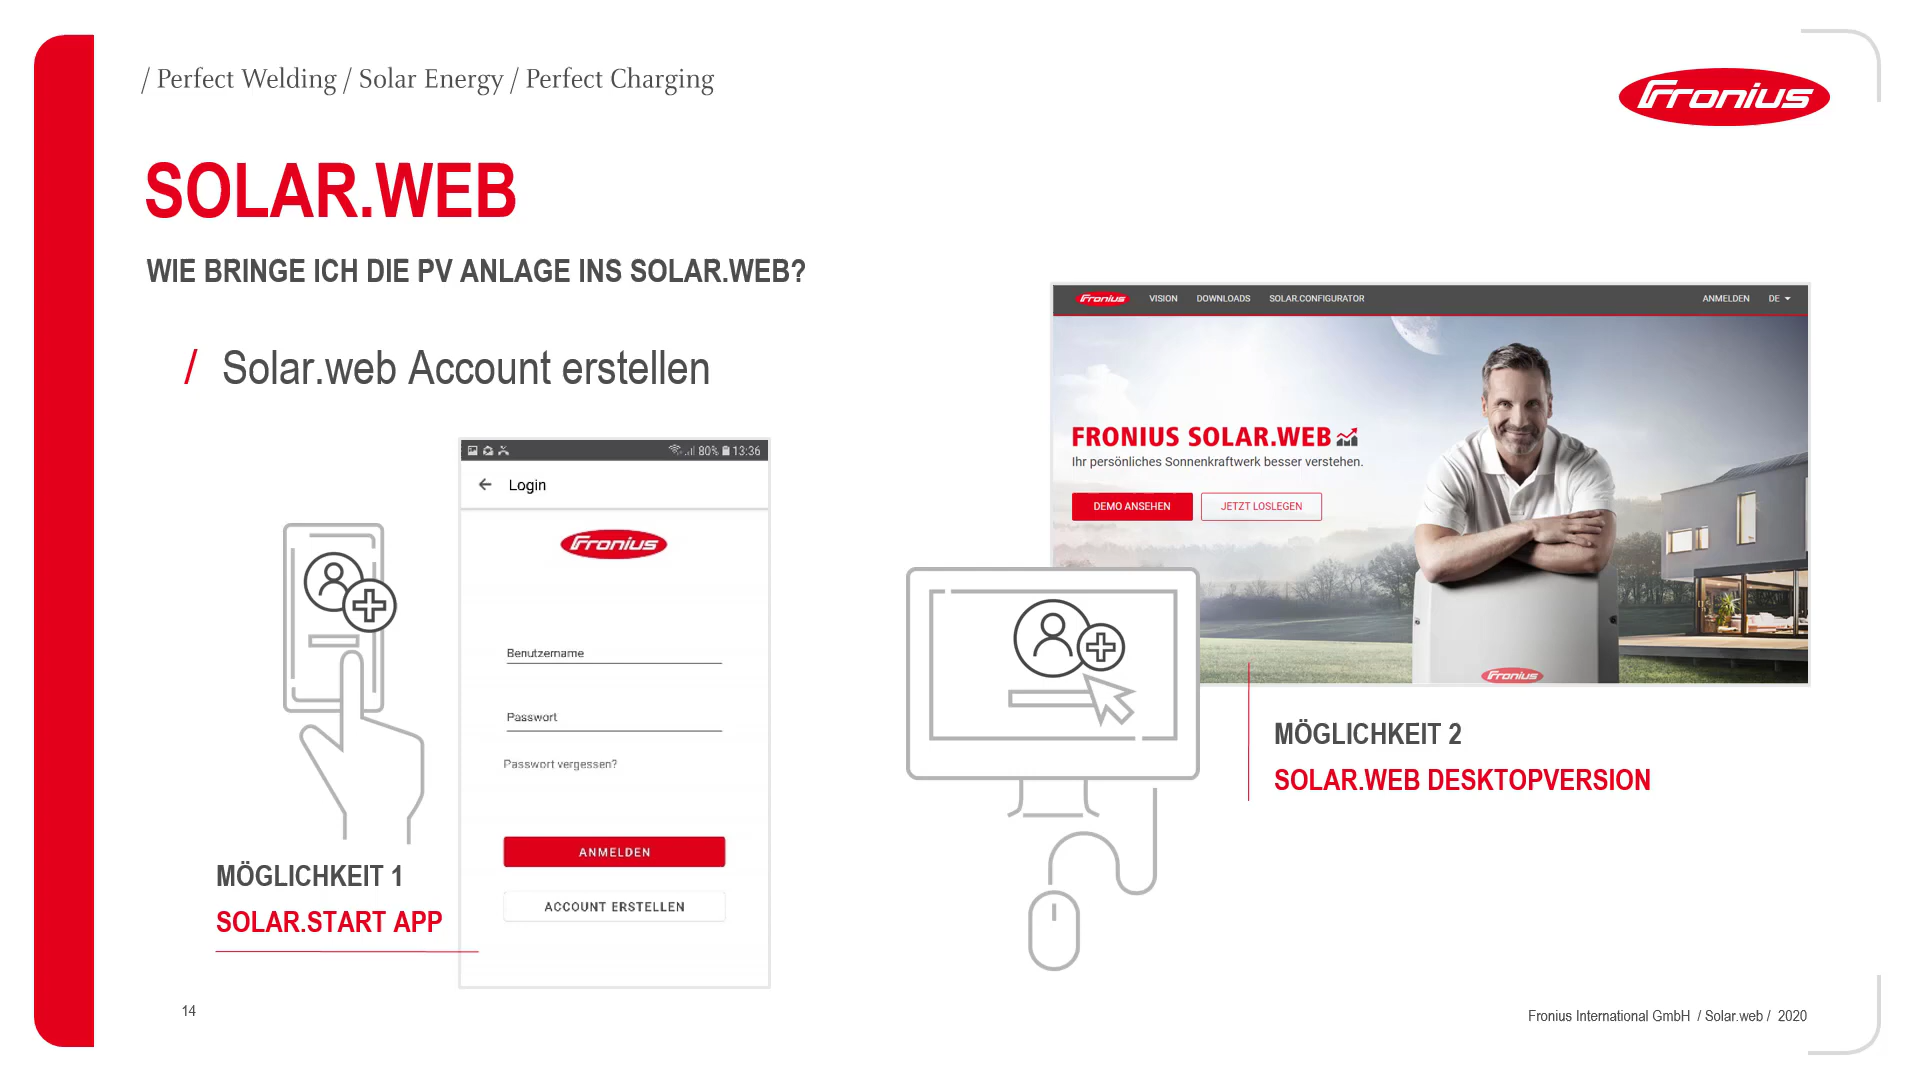 / Perfect Welding / Solar Energy / Perfect Charging
Fronius
SOLAR.WEB
WIE BRINGE ICH DIE PV ANLAGE INS SOLAR.WEB?
/ Solar.web Account erstellen
80% 13:36
Login
Fronius
Benutzername
Passwort
Passwort vergessen?
ANMELDEN
ACCOUNT ERSTELLEN
MÖGLICHKEIT 1
SOLAR.START APP
Fronius VISION DOWNLOADS SOLAR.CONFIGURATOR ANMELDEN DE
FRONIUS SOLAR.WEB
Ihr persönliches Sonnenkraftwerk besser verstehen.
DEMO ANSEHEN JETZT LOSLEGEN
Fronius
MÖGLICHKEIT 2
SOLAR.WEB DESKTOPVERSION
14
Fronius International GmbH / Solar.web / 2020